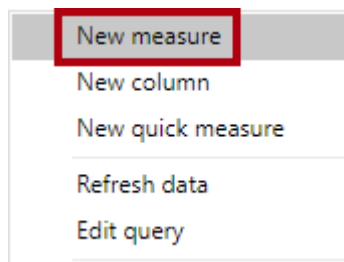 New measure
New column
New quick measure
Refresh data
Edit query